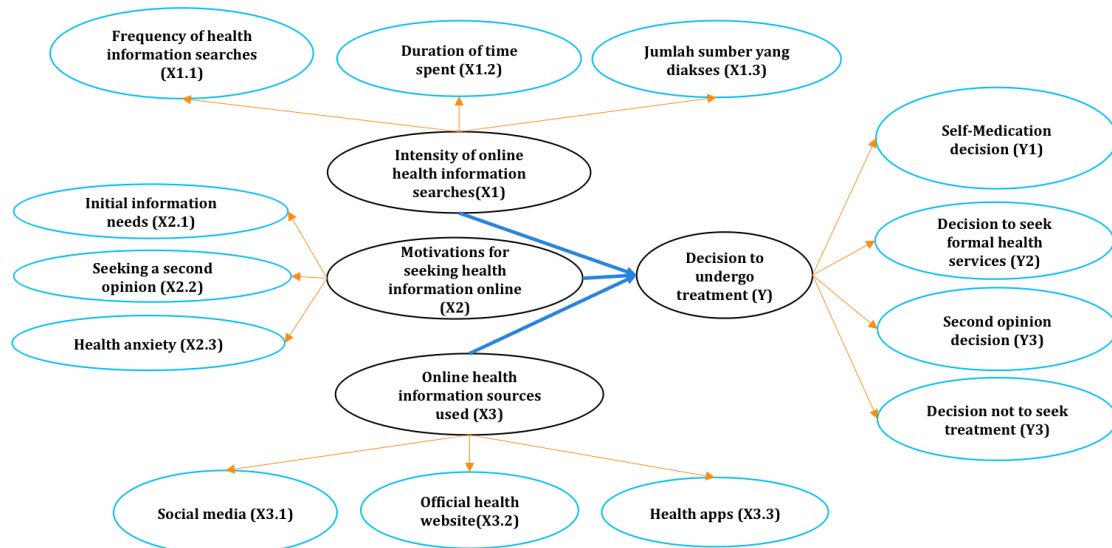 Frequency of health
information searches
(X1.1)
Duration of time
spent (X1.2)
Jumlah sumber yang
diakses (X1.3)
Intensity of online
health information
searches(X1)
Self-Medication
decision (Y1)
Initial information
needs (X2.1)
Seeking a second
opinion (X2.2)
Health anxiety (X2.3)
Motivations for
seeking health
information online
(X2)
Decision to
undergo
treatment (Y)
Decision to seek
formal health
services (Y2)
Second opinion
decision (Y3)
Online health
information sources
used (X3)
Decision not to seek
treatment (Y3)
Social media (X3.1)
Official health
website(X3.2)
Health apps (X3.3)